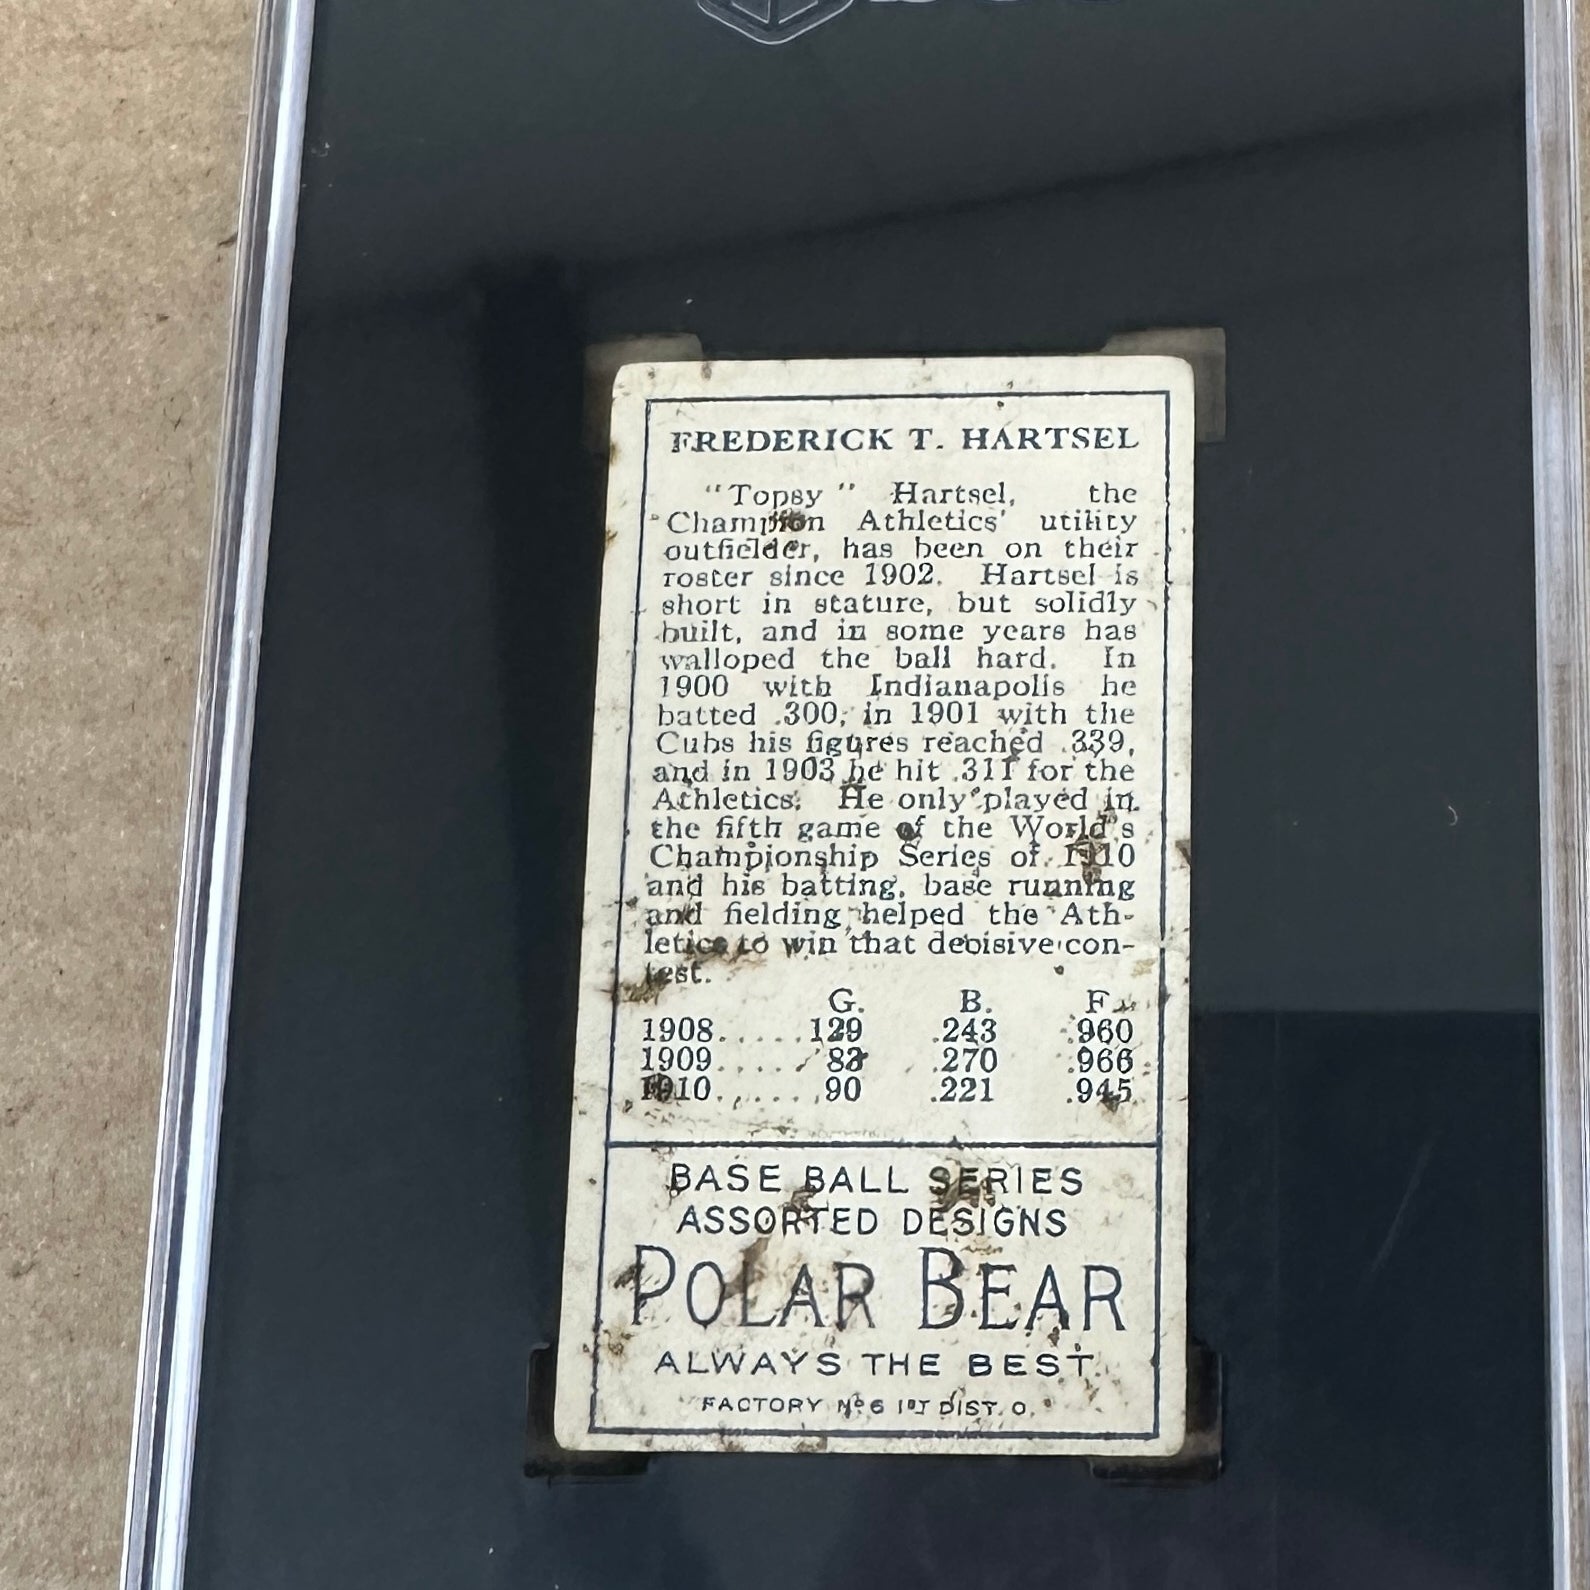 FREDERICK T. HARTSEL
"Topsy" Hartsel, the
Champion Athletics' utility
outfielder, has been on their
roster since 1902. Hartsel is
short in stature, but solidly
built, and in some years has
walloped the ball hard. In
1900 with Indianapolis he
batted .300, in 1901 with the
Cubs his figures reached .339,
and in 1903 he hit .311 for the
Athletics. He only played in
the fifth game of the World's
Championship Series of 1910
and his batting, base running
and fielding helped the Ath-
letics to win that decisive con-
test.
G. B. F.
1908......129 .243 .960
1909...... 83 .270 .966
1910...... 90 .221 .945
BASE BALL SERIES
ASSORTED DESIGNS
POLAR BEAR
ALWAYS THE BEST.
FACTORY No 6 1ST DIST. O.